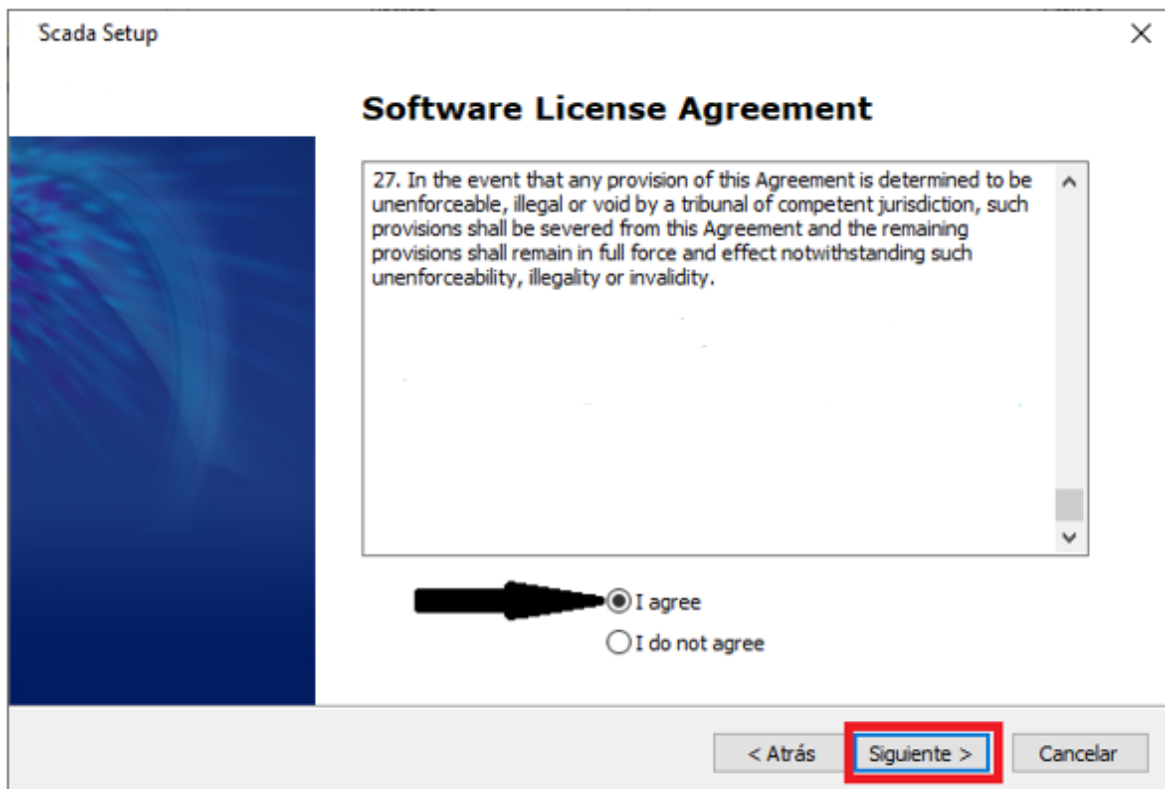 Scada Setup
Software License Agreement
27. In the event that any provision of this Agreement is determined to be
unenforceable, illegal or void by a tribunal of competent jurisdiction, such
provisions shall be severed from this Agreement and the remaining
provisions shall remain in full force and effect notwithstanding such
unenforceability, illegality or invalidity.
I agree
I do not agree
< Atrás
Siguiente >
Cancelar